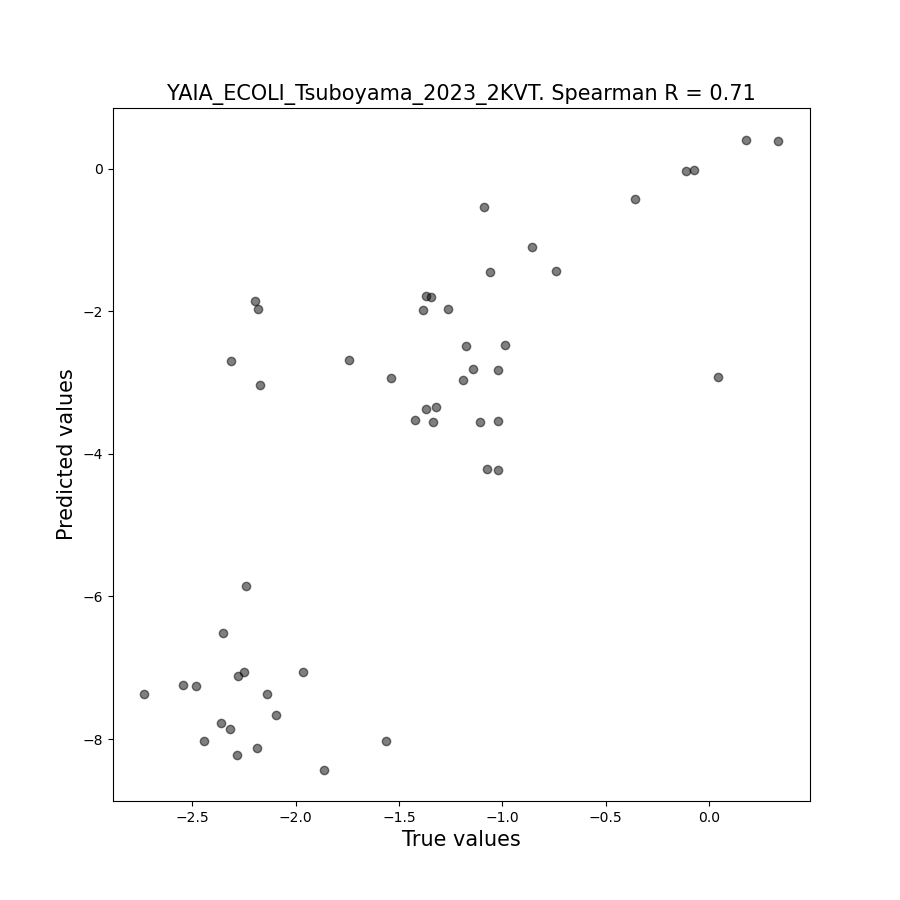 YAIA_ECOLI_Tsuboyama_2023_2KVT. Spearman R = 0.71
0
−2
−4
−6
−8
Predicted values
−2.5 −2.0 −1.5 −1.0 −0.5 0.0
True values